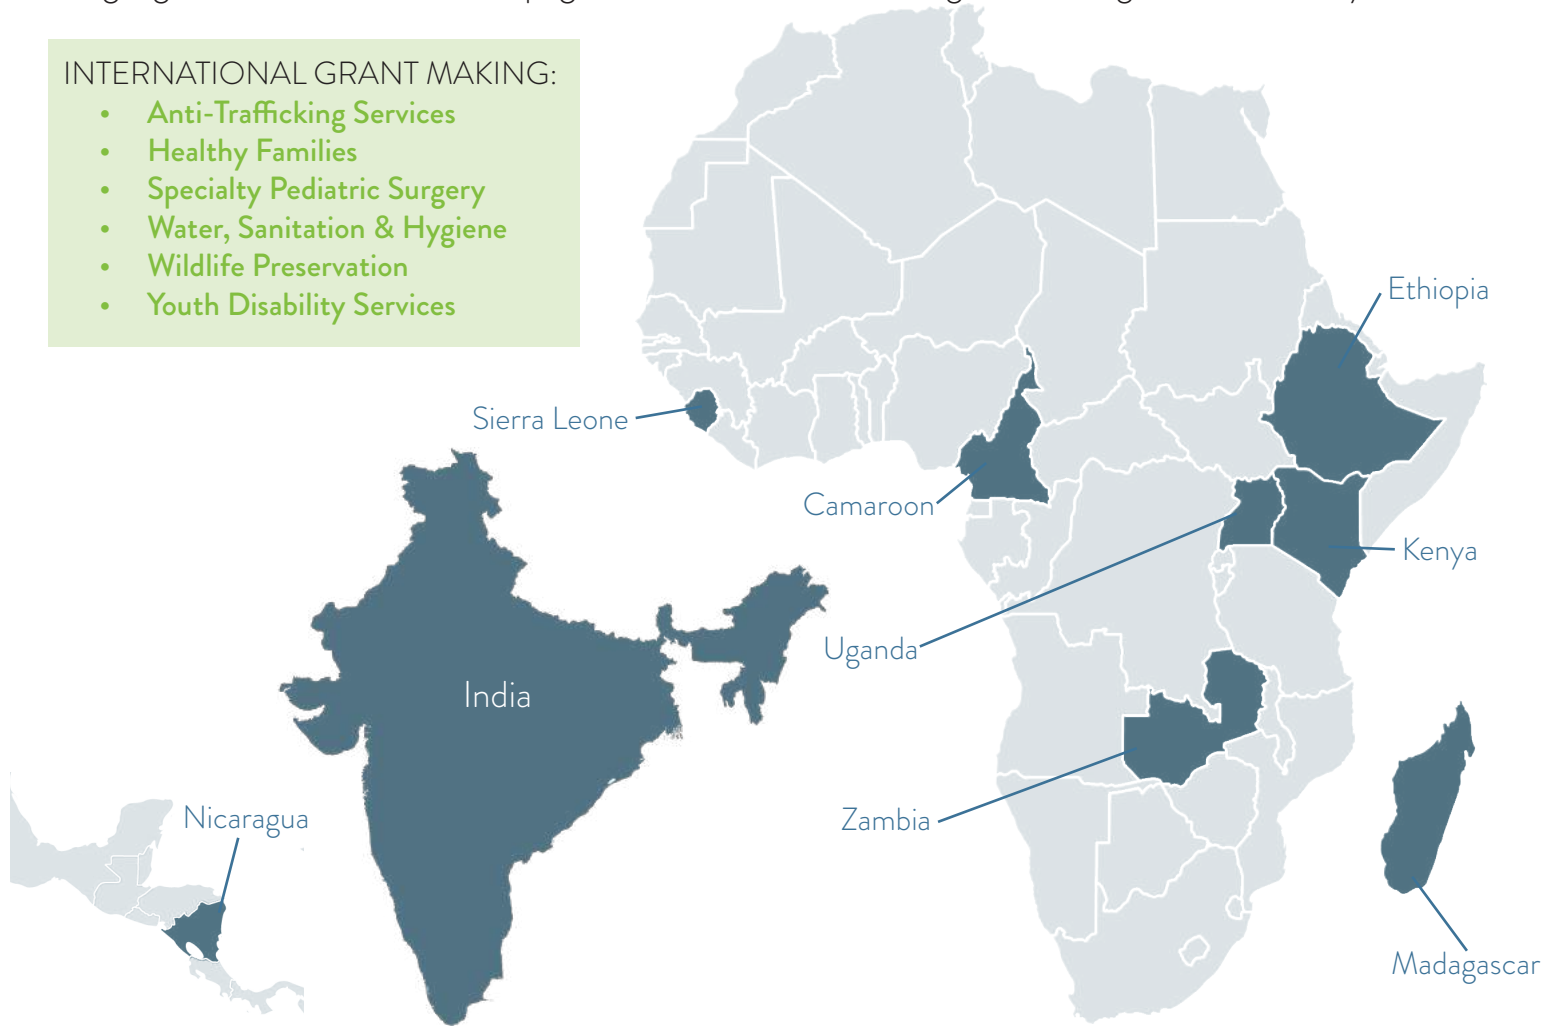 INTERNATIONAL GRANT MAKING:
• Anti-Trafficking Services
• Healthy Families
• Specialty Pediatric Surgery
• Water, Sanitation & Hygiene
• Wildlife Preservation
• Youth Disability Services
Ethiopia
Sierra Leone
Camaroon
Kenya
Uganda
India
Zambia
Nicaragua
Madagascar